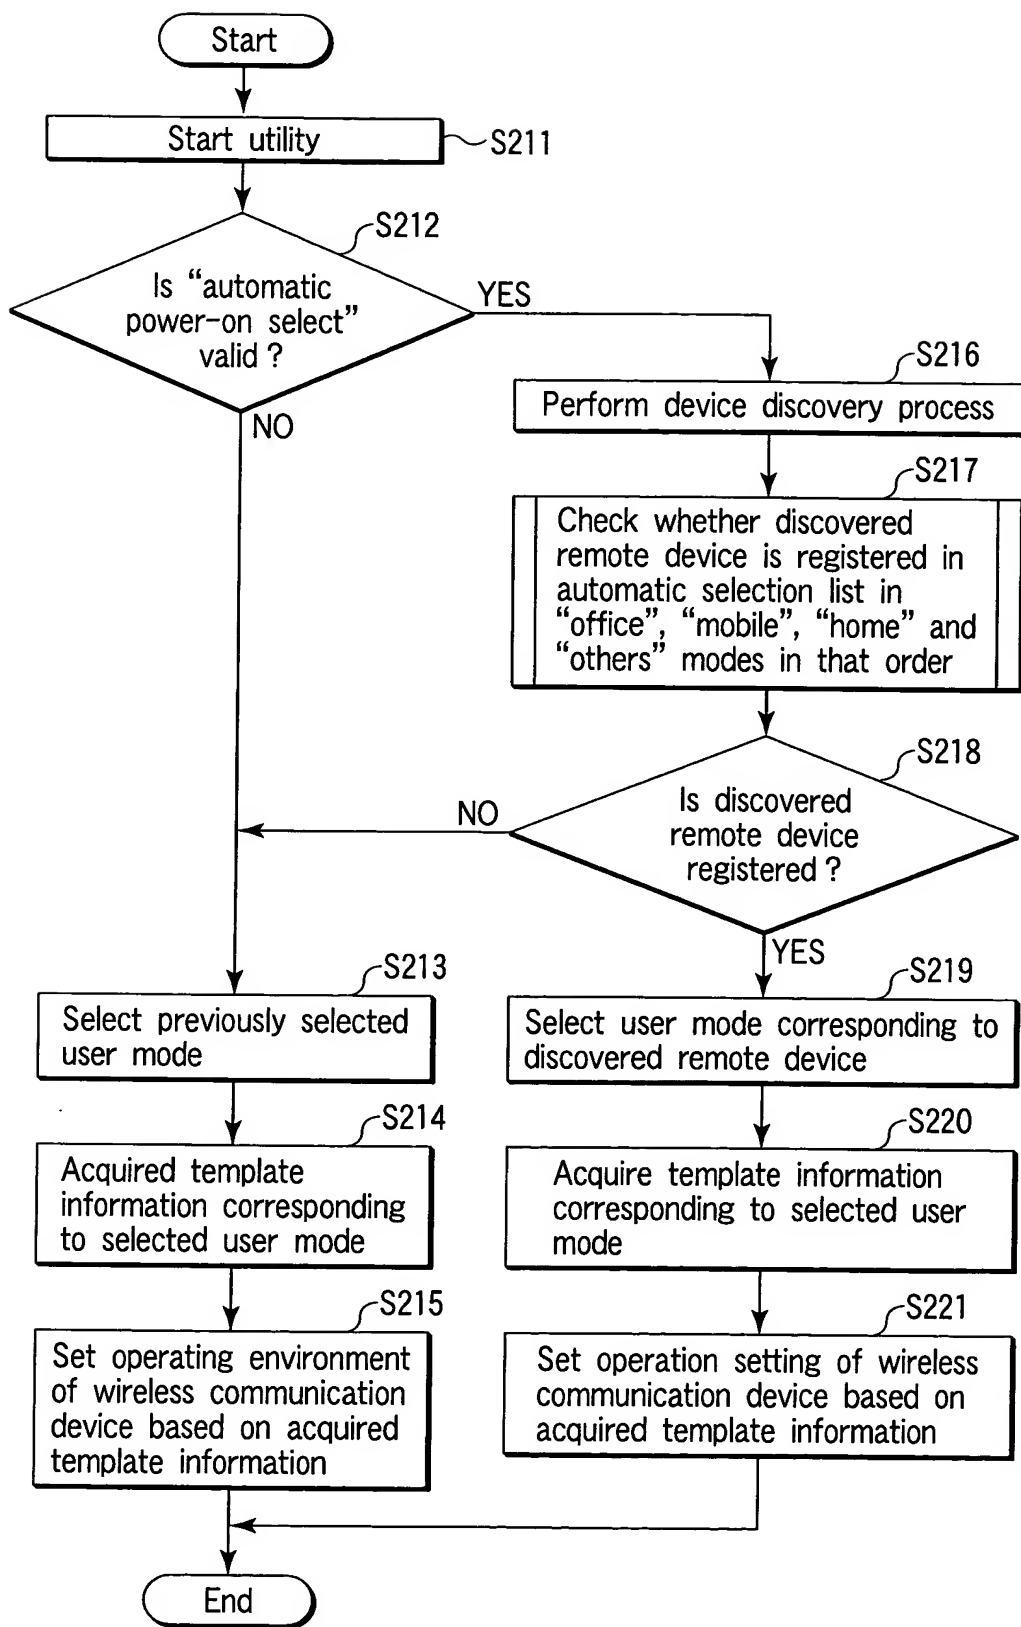 Start
Start utility
S211
S212
Is “automatic
power-on select”
valid ?
YES
NO
S216
Perform device discovery process
S217
Check whether discovered
remote device is registered in
automatic selection list in
“office”, “mobile”, “home” and
“others” modes in that order
S218
Is discovered
remote device
registered ?
NO
YES
S213
Select previously selected
user mode
S219
Select user mode corresponding to
discovered remote device
S214
Acquired template
information corresponding
to selected user mode
S220
Acquire template information
corresponding to selected user
mode
S215
Set operating environment
of wireless communication
device based on acquired
template information
S221
Set operation setting of wireless
communication device based on
acquired template information
End